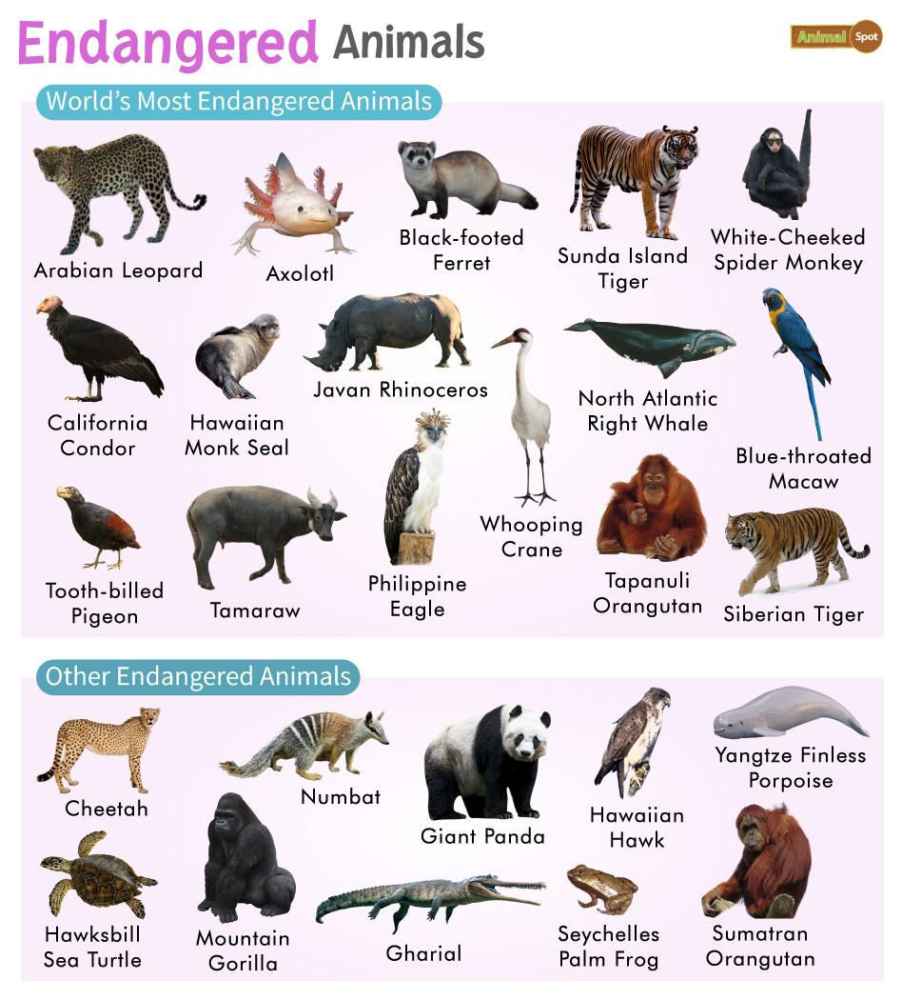 Endangered Animals
Animal Spot
World's Most Endangered Animals
Arabian Leopard
Axolotl
Black-footed
Ferret
Sunda Island
Tiger
White-Cheeked
Spider Monkey
California
Condor
Hawaiian
Monk Seal
Javan Rhinoceros
Whooping
Crane
North Atlantic
Right Whale
Blue-throated
Macaw
Tooth-billed
Pigeon
Tamaraw
Philippine
Eagle
Tapanuli
Orangutan
Siberian Tiger
Other Endangered Animals
Cheetah
Numbat
Giant Panda
Hawaiian
Hawk
Yangtze Finless
Porpoise
Hawksbill
Sea Turtle
Mountain
Gorilla
Gharial
Seychelles
Palm Frog
Sumatran
Orangutan